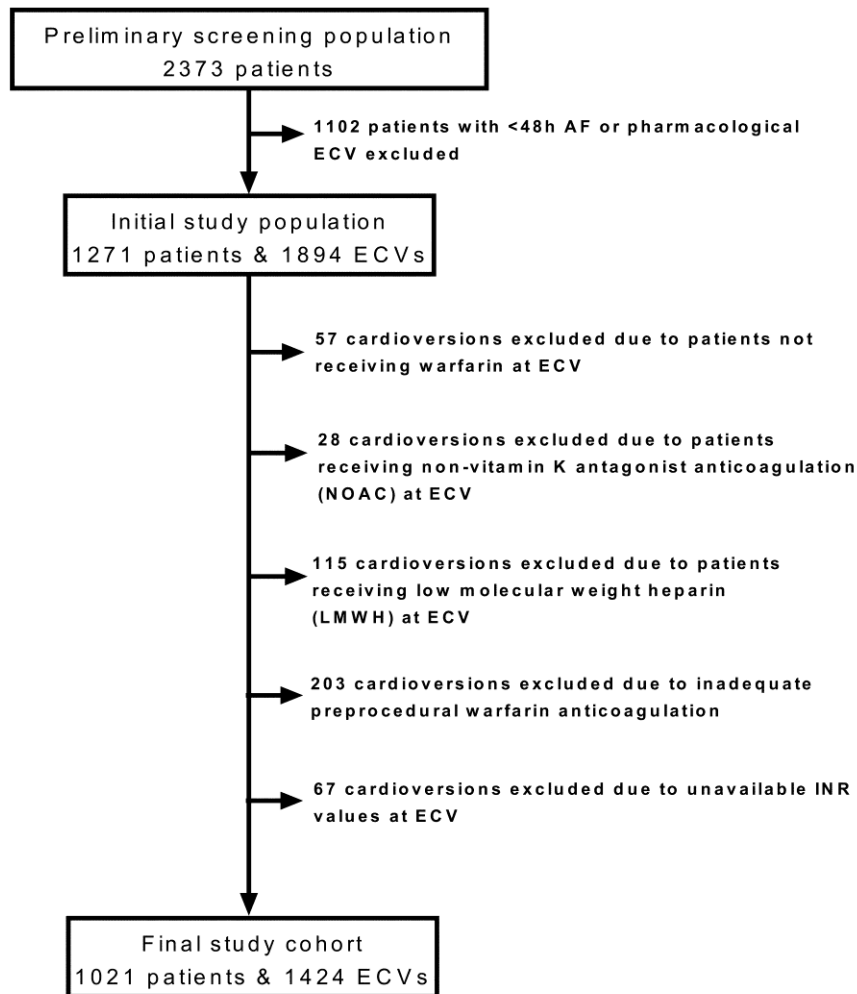 Preliminary screening population
2373 patients
1102 patients with <48h AF or pharmacological
ECV excluded
Initial study population
1271 patients & 1894 ECVs
57 cardioversions excluded due to patients not
receiving warfarin at ECV
28 cardioversions excluded due to patients
receiving non-vitamin K antagonist anticoagulation
(NOAC) at ECV
115 cardioversions excluded due to patients
receiving low molecular weight heparin
(LMWH) at ECV
203 cardioversions excluded due to inadequate
preprocedural warfarin anticoagulation
67 cardioversions excluded due to unavailable INR
values at ECV
Final study cohort
1021 patients & 1424 ECVs